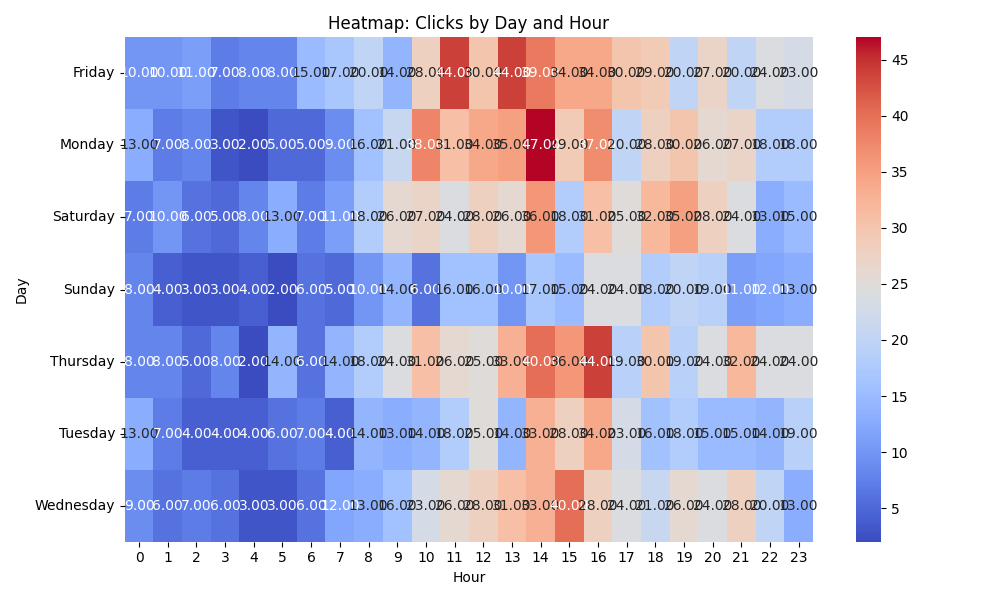 Heatmap: Clicks by Day and Hour
Day
Friday 10.00 10.00 11.00 7.00 8.00 8.00 15.00 17.00 20.00 14.00 28.00 44.00 30.00 44.00 39.00 34.00 34.00 30.00 29.00 20.00 27.00 20.00 24.00 23.00
Monday 13.00 7.00 8.00 3.00 2.00 5.00 5.00 9.00 16.00 21.00 38.00 31.00 34.00 35.00 47.00 29.00 37.00 20.00 28.00 30.00 26.00 27.00 18.00 18.00
Saturday 7.00 10.00 6.00 5.00 8.00 13.00 7.00 11.00 18.00 26.00 27.00 24.00 28.00 26.00 36.00 18.00 31.00 25.00 32.00 35.00 28.00 24.00 13.00 15.00
Sunday 8.00 4.00 3.00 3.00 4.00 2.00 6.00 5.00 10.00 14.00 6.00 16.00 16.00 10.00 17.00 15.00 24.00 24.00 18.00 20.00 19.00 11.00 12.00 13.00
Thursday 8.00 8.00 5.00 8.00 2.00 14.00 6.00 14.00 18.00 24.00 31.00 26.00 25.00 33.00 40.00 36.00 44.00 19.00 30.00 19.00 24.00 32.00 24.00 24.00
Tuesday 13.00 7.00 4.00 4.00 4.00 6.00 7.00 4.00 14.00 13.00 14.00 18.00 25.00 14.00 33.00 28.00 34.00 23.00 16.00 18.00 15.00 15.00 14.00 19.00
Wednesday 9.00 6.00 7.00 6.00 3.00 3.00 6.00 12.00 13.00 16.00 23.00 26.00 28.00 31.00 33.00 40.00 28.00 24.00 21.00 26.00 24.00 28.00 20.00 13.00
0 1 2 3 4 5 6 7 8 9 10 11 12 13 14 15 16 17 18 19 20 21 22 23
Hour
45
40
35
30
25
20
15
10
5